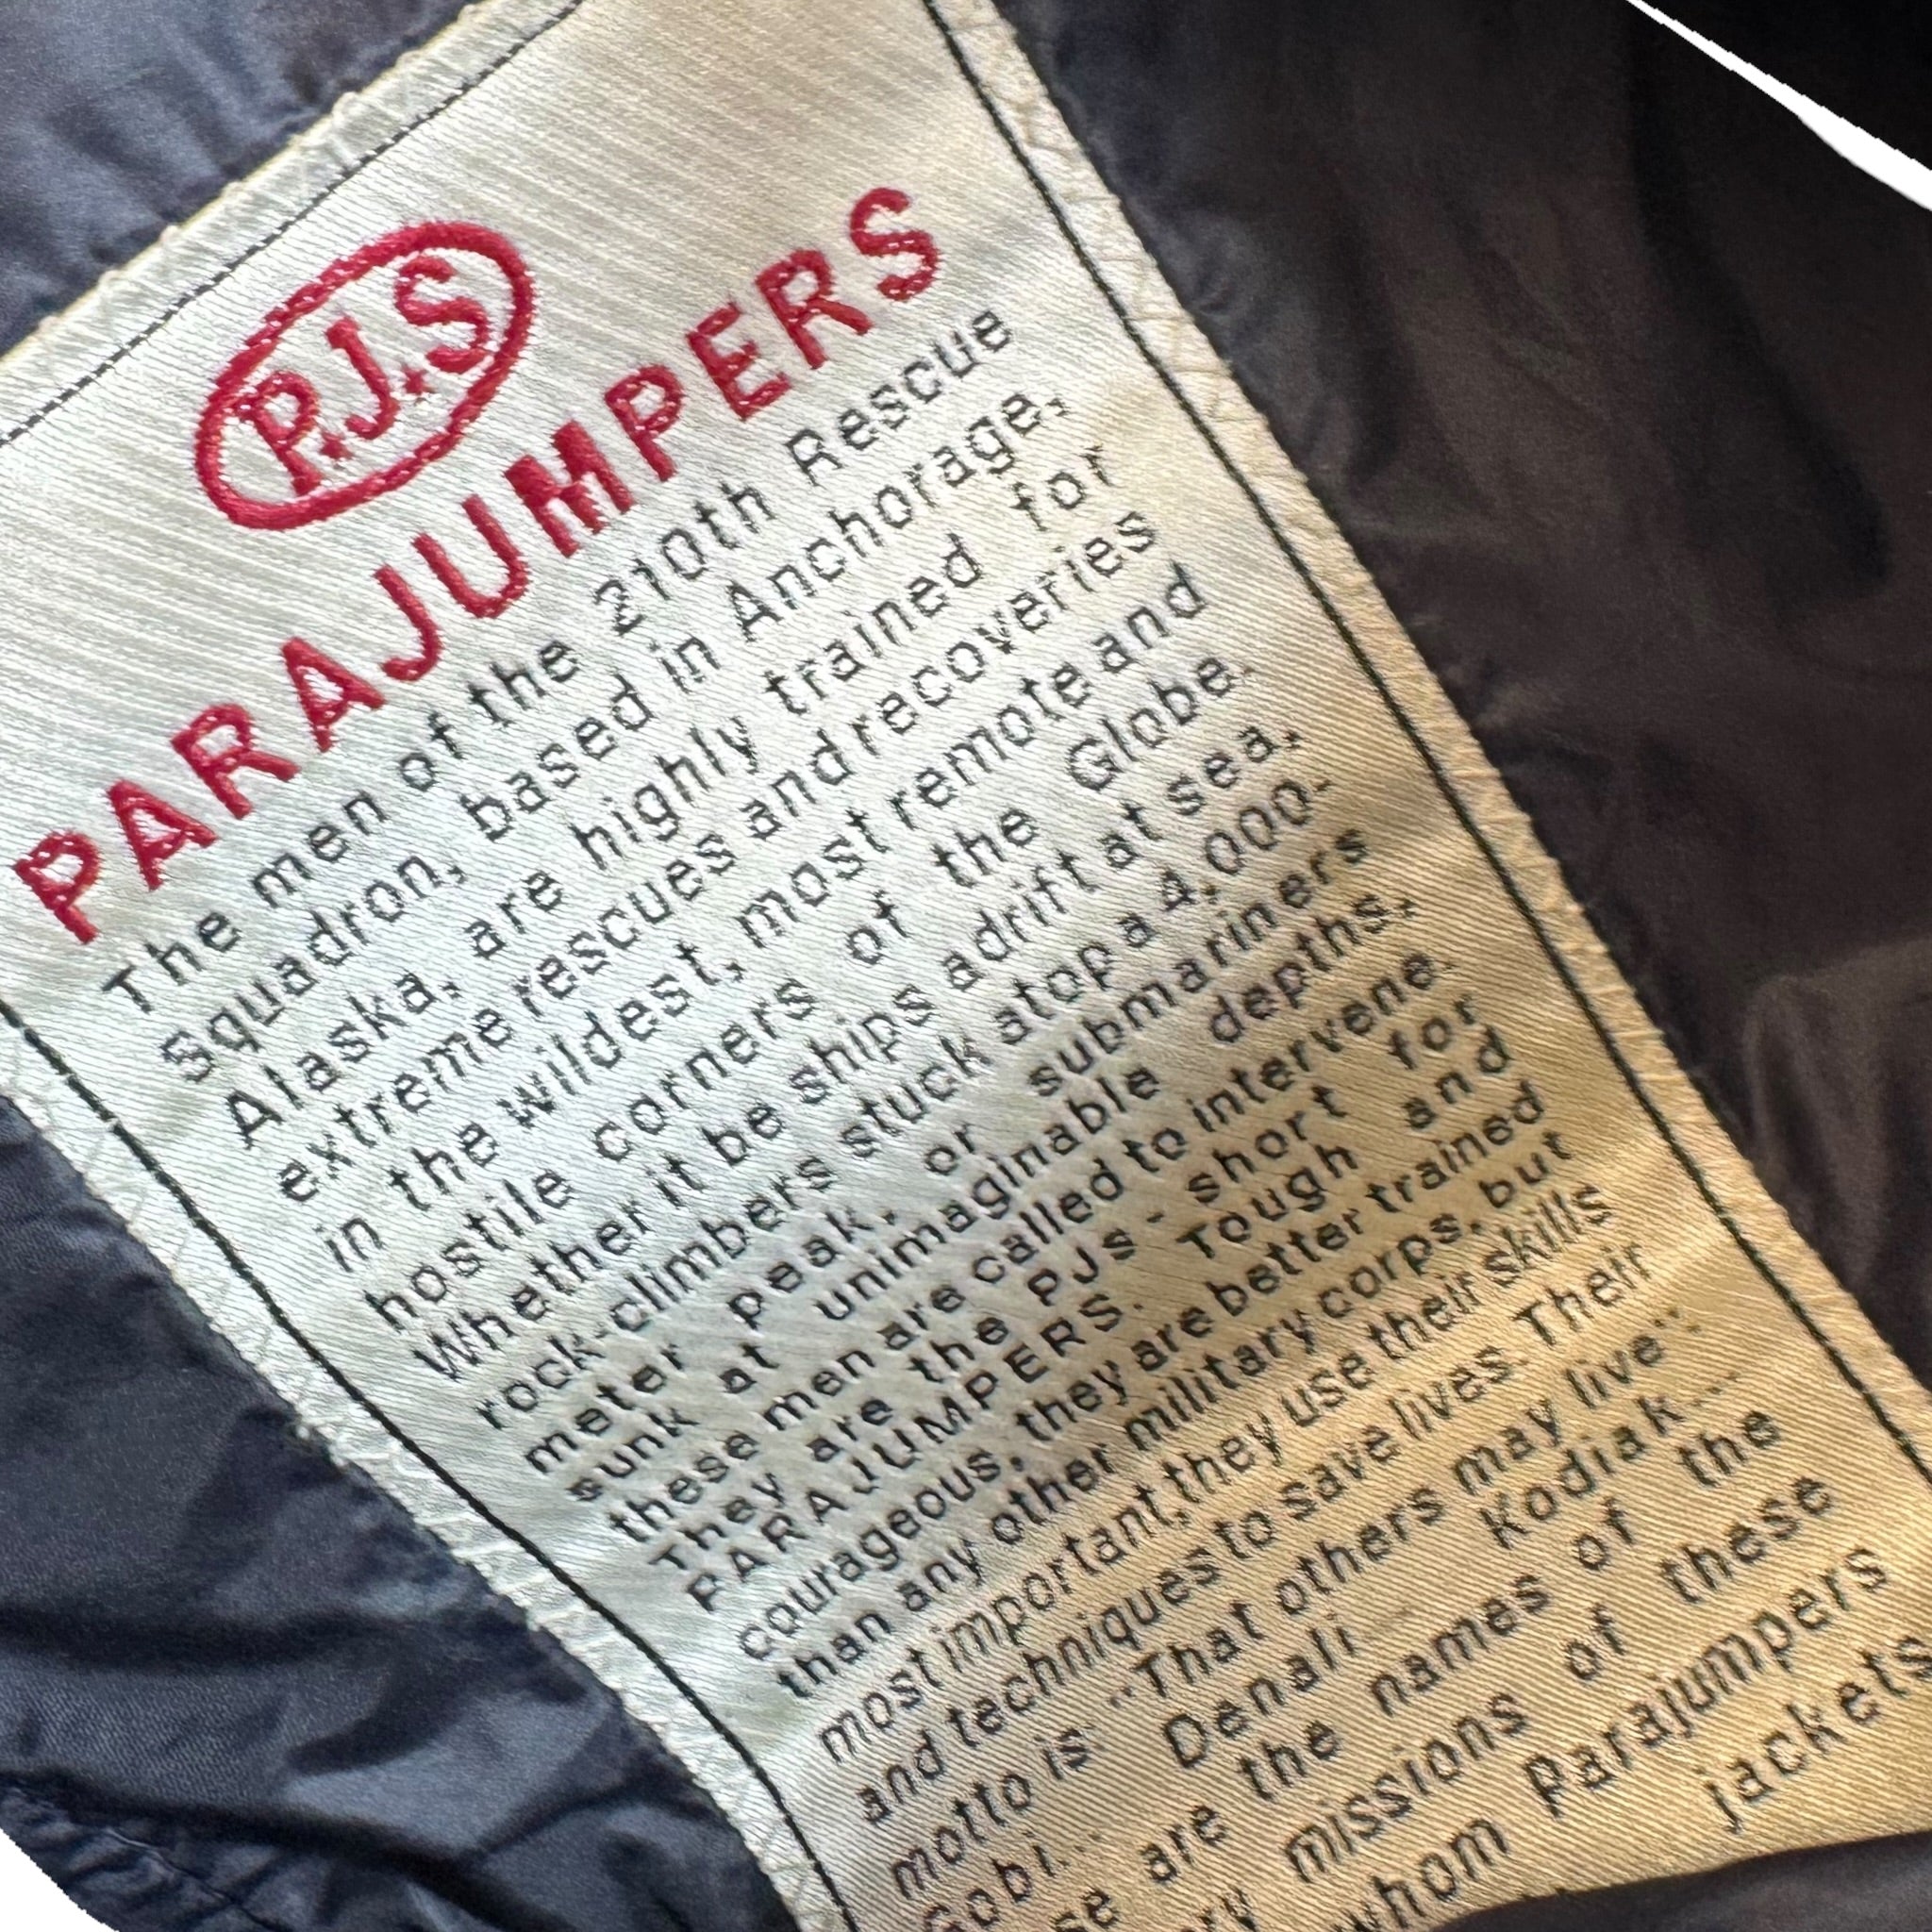 P.J.S
PARAJUMPERS
The men of the 210th Rescue
Squadron, based in Anchorage,
Alaska, are highly trained for
extreme rescues and recoveries
in the wildest, most remote and
hostile corners of the Globe.
Whether it be ships adrift at sea,
rock-climbers stuck atop a 4,000-
meter peak, or submariners
sunk at unimaginable depths,
these men are called to intervene.
They are the PJs - short for
PARAJUMPERS. Tough and
courageous, they are better trained
than any other military corps, but
most important, they use their skills
and techniques to save lives. Their
motto is "That others may live".
Gobi... Denali... Kodiak...
are the names of the
missions of these
whom Parajumpers
jackets